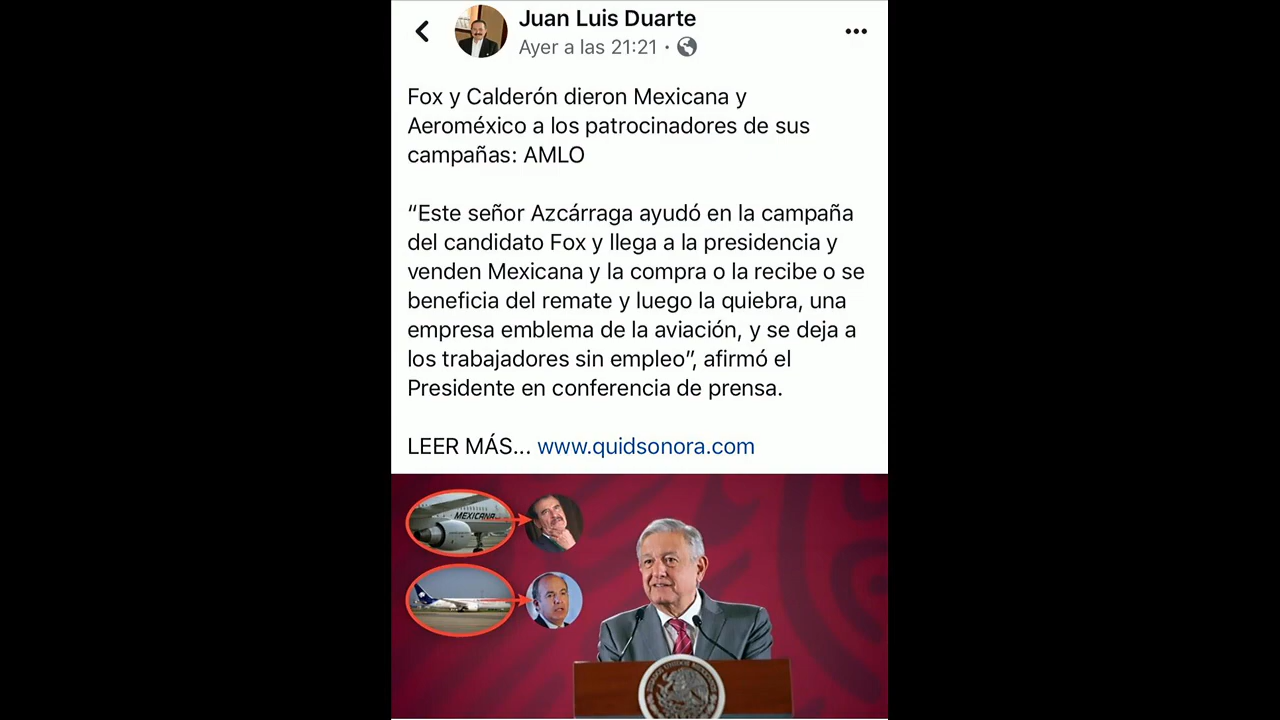 Juan Luis Duarte
Ayer a las 21:21 ·
Fox y Calderón dieron Mexicana y
Aeroméxico a los patrocinadores de sus
campañas: AMLO
“Este señor Azcárraga ayudó en la campaña
del candidato Fox y llega a la presidencia y
venden Mexicana y la compra o la recibe o se
beneficia del remate y luego la quiebra, una
empresa emblema de la aviación, y se deja a
los trabajadores sin empleo”, afirmó el
Presidente en conferencia de prensa.
LEER MÁS... www.quidsonora.com
MEXICANA